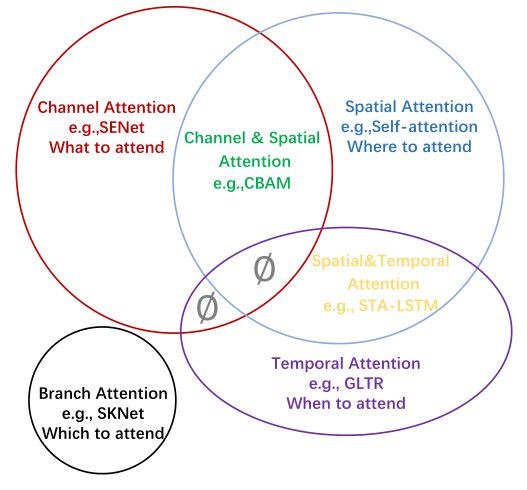 Channel Attention
e.g.,SENet
What to attend
Spatial Attention
e.g.,Self-attention
Where to attend
Channel & Spatial
Attention
e.g.,CBAM
Ø
Ø
Spatial&Temporal
Attention
e.g., STA-LSTM
Temporal Attention
e.g., GLTR
When to attend
Branch Attention
e.g., SKNet
Which to attend